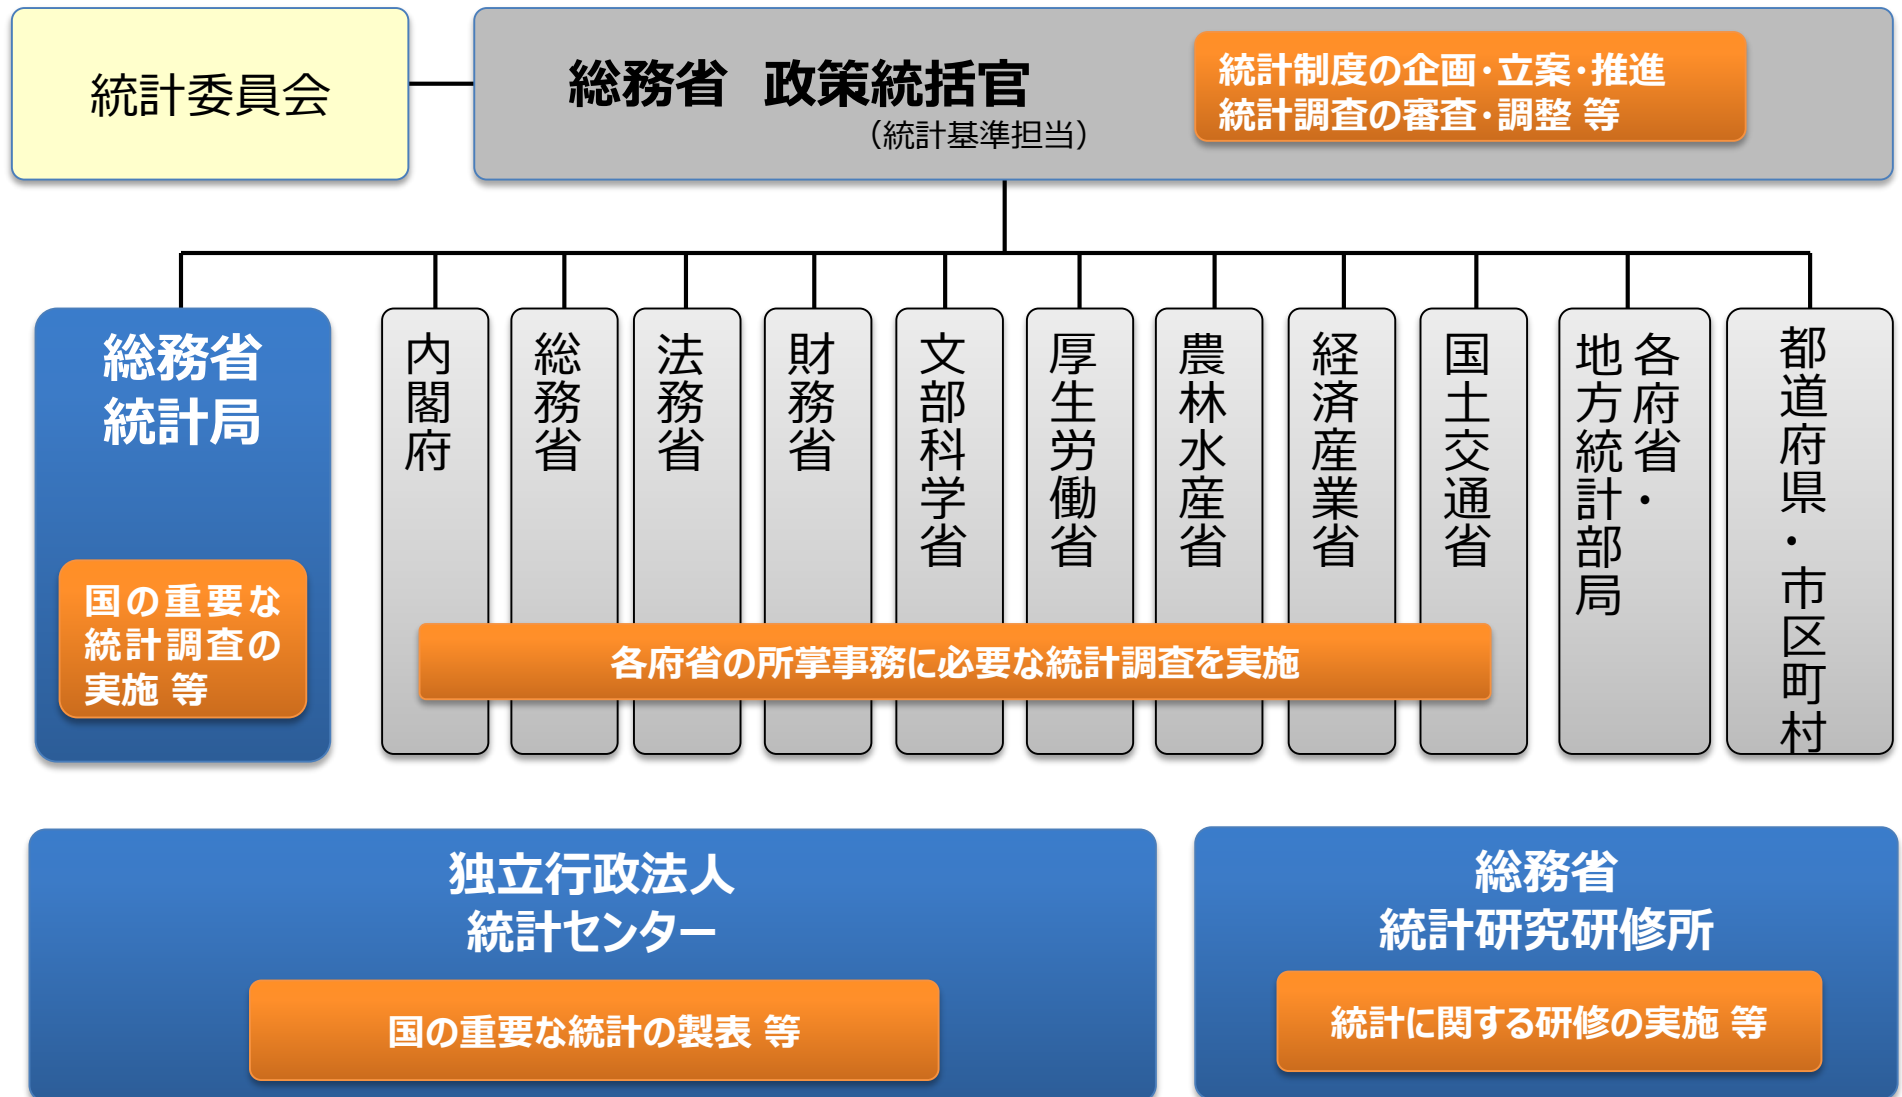 統計委員会
総務省 政策統括官
（統計基準担当）
統計制度の企画・立案・推進
統計調査の審査・調整 等
総務省
統計局
国の重要な
統計調査の
実施 等
内閣府
総務省
法務省
財務省
文部科学省
厚生労働省
農林水産省
経済産業省
国土交通省
各府省・
地方統計部局
都道府県・市区町村
各府省の所掌事務に必要な統計調査を実施
独立行政法人
統計センター
国の重要な統計の製表 等
総務省
統計研究研修所
統計に関する研修の実施 等